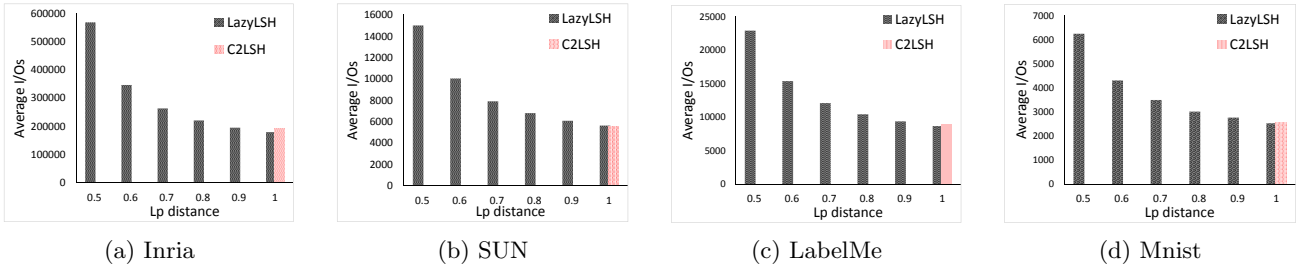 Average I/Os
600000
500000
400000
300000
200000
100000
0
0.5 0.6 0.7 0.8 0.9 1
Lp distance
LazyLSH
C2LSH
(a) Inria
Average I/Os
16000
14000
12000
10000
8000
6000
4000
2000
0
0.5 0.6 0.7 0.8 0.9 1
Lp distance
LazyLSH
C2LSH
(b) SUN
Average I/Os
25000
20000
15000
10000
5000
0
0.5 0.6 0.7 0.8 0.9 1
Lp distance
LazyLSH
C2LSH
(c) LabelMe
Average I/Os
7000
6000
5000
4000
3000
2000
1000
0
0.5 0.6 0.7 0.8 0.9 1
Lp distance
LazyLSH
C2LSH
(d) Mnist